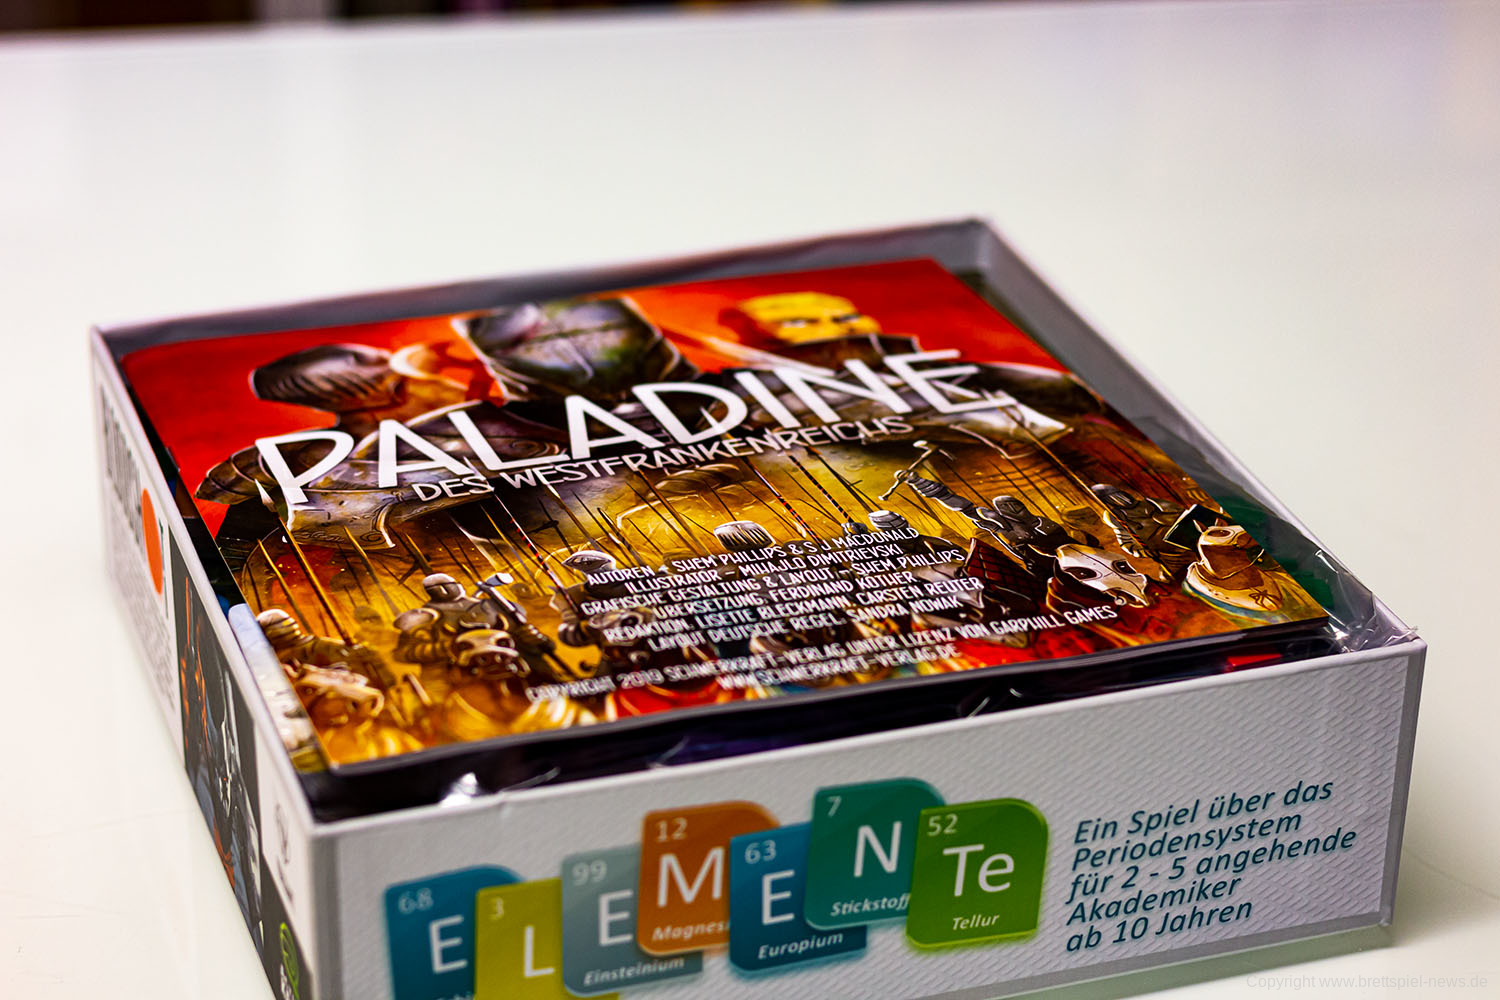 PALADINE
DES WESTFRANKENREICHS
AUTOREN - SHEM PHILLIPS & S J MACDONALD
ILLUSTRATOR - MIHAJLO DIMITRIEVSKI
GRAFISCHE GESTALTUNG & LAYOUT - SHEM PHILLIPS
ÜBERSETZUNG FERDINAND KÖTHER
REDAKTION LISETTE BLECKMANN, CARSTEN REUTER
LAYOUT DEUTSCHE REGEL SANDRA NOWAK
COPYRIGHT 2019 SCHWERKRAFT-VERLAG UNTER LIZENZ VON GARPHILL GAMES
WWW.SCHWERKRAFT-VERLAG.DE
68 3 99 12 63 7 52
E L E M E N Te
Einsteinium Magnesi Europium Stickstoff Tellur
Ein Spiel über das
Periodensystem
für 2 - 5 angehende
Akademiker
ab 10 Jahren
Copyright www.brettspiel-news.de